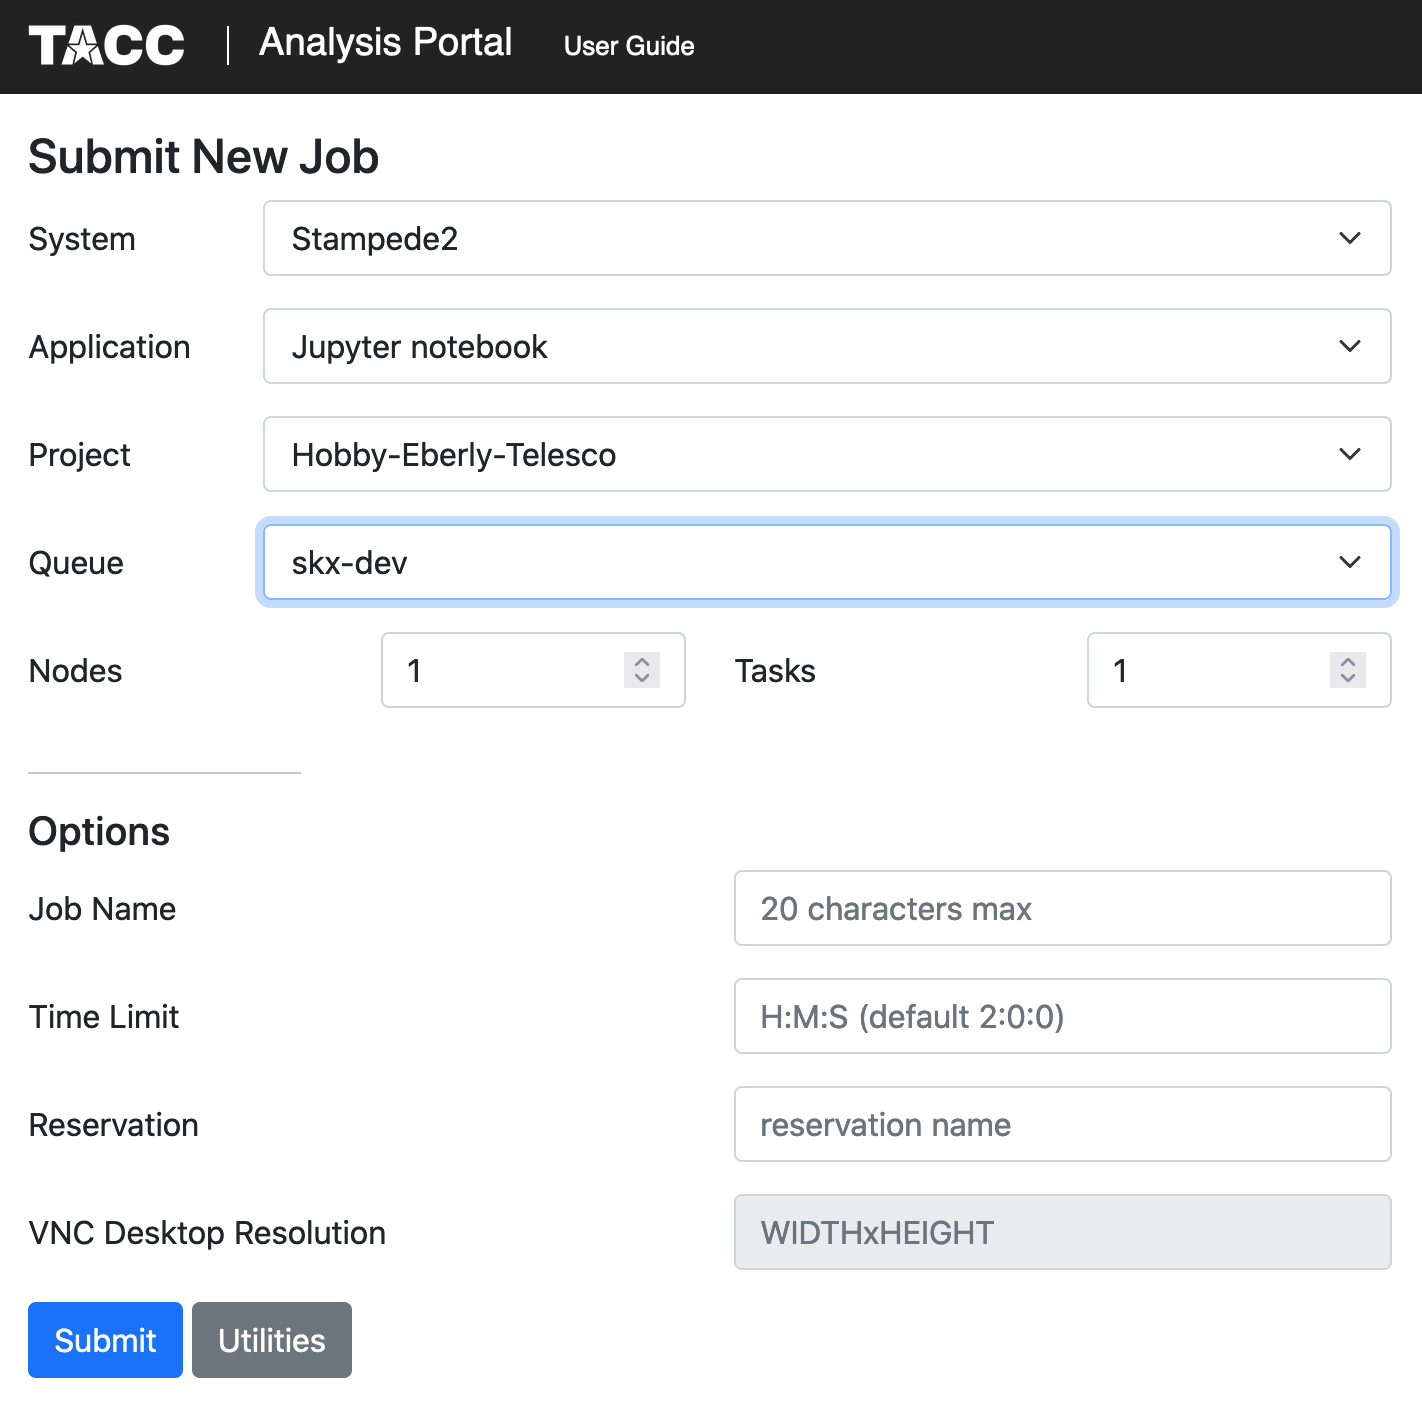 TACC | Analysis Portal User Guide
Submit New Job
System Stampede2
Application Jupyter notebook
Project Hobby-Eberly-Telesco
Queue skx-dev
Nodes 1 Tasks 1
Options
Job Name 20 characters max
Time Limit H:M:S (default 2:0:0)
Reservation reservation name
VNC Desktop Resolution WIDTHxHEIGHT
Submit Utilities